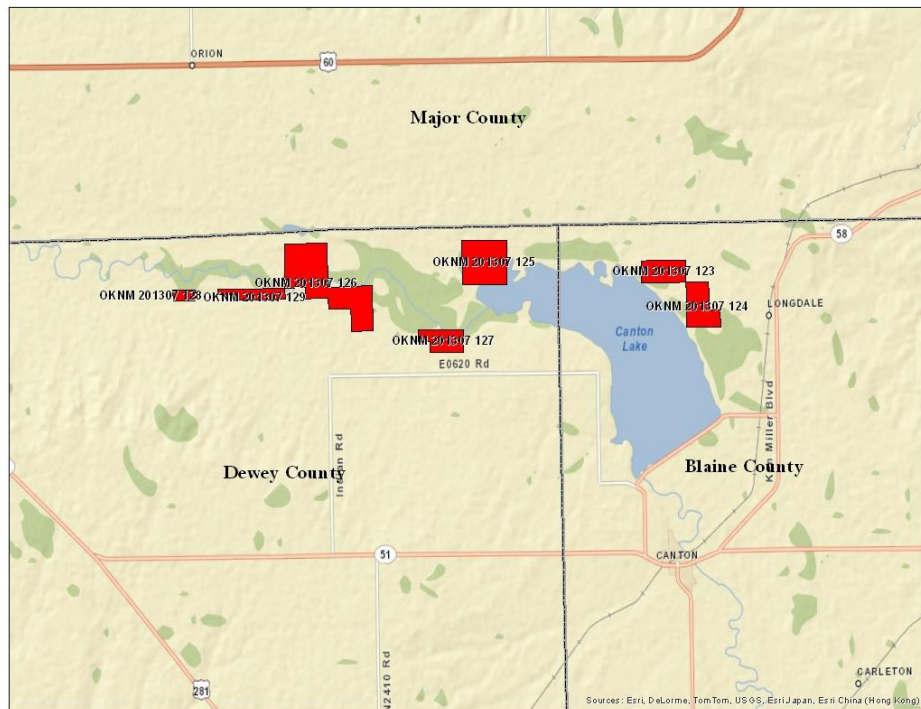 ORION
60
Major County
58
OKNM 201307 125
OKNM 201307 123
OKNM 201307 126
OKNM 201307 128
OKNM 201307 129
OKNM 201307 124
LONGDALE
Canton
Lake
OKNM 201307 127
E0620 Rd
Ken Miller Blvd
Indian Rd
Dewey County
Blaine County
51
CANTON
N2410 Rd
281
CARLETON
Sources: Esri, DeLorme, TomTom, USGS, Esri Japan, Esri China (Hong Kong)